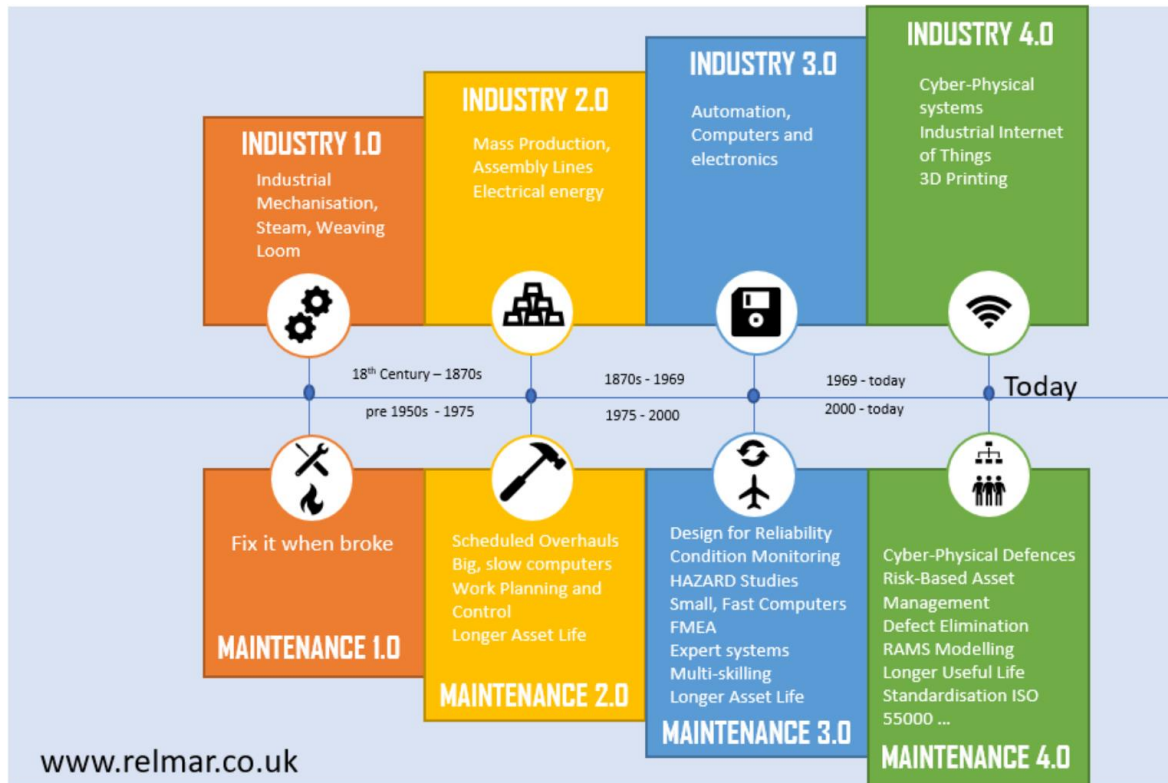 INDUSTRY 1.0
Industrial
Mechanisation,
Steam, Weaving
Loom
INDUSTRY 2.0
Mass Production,
Assembly Lines
Electrical energy
INDUSTRY 3.0
Automation,
Computers and
electronics
INDUSTRY 4.0
Cyber-Physical
systems
Industrial Internet
of Things
3D Printing
18th Century – 1870s
1870s - 1969
1969 - today
Today
pre 1950s - 1975
1975 - 2000
2000 - today
Fix it when broke
MAINTENANCE 1.0
Scheduled Overhauls
Big, slow computers
Work Planning and
Control
Longer Asset Life
MAINTENANCE 2.0
Design for Reliability
Condition Monitoring
HAZARD Studies
Small, Fast Computers
FMEA
Expert systems
Multi-skilling
Longer Asset Life
MAINTENANCE 3.0
Cyber-Physical Defences
Risk-Based Asset
Management
Defect Elimination
RAMS Modelling
Longer Useful Life
Standardisation ISO
55000 ...
MAINTENANCE 4.0
www.relmar.co.uk